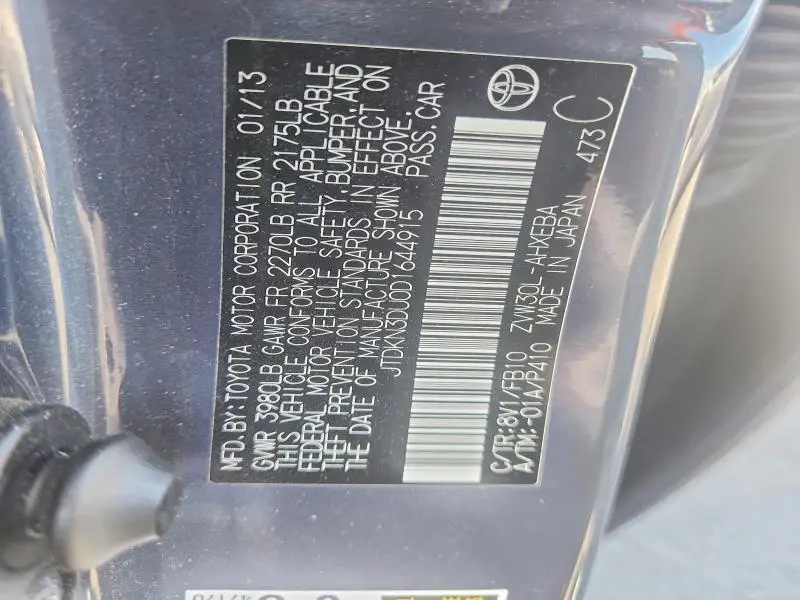 MFD. BY: TOYOTA MOTOR CORPORATION 01/13
GVWR 3980LB GAWR FR 2270LB RR 2175LB
THIS VEHICLE CONFORMS TO ALL APPLICABLE
FEDERAL MOTOR VEHICLE SAFETY, BUMPER, AND
THEFT PREVENTION STANDARDS IN EFFECT ON
THE DATE OF MANUFACTURE SHOWN ABOVE.
JTDKN3DU0D1644915 PASS. CAR
C/TR: 8V1/FB10 ZVW30L-AHXEBA
A/TM: -01A/P410 MADE IN JAPAN 473 C